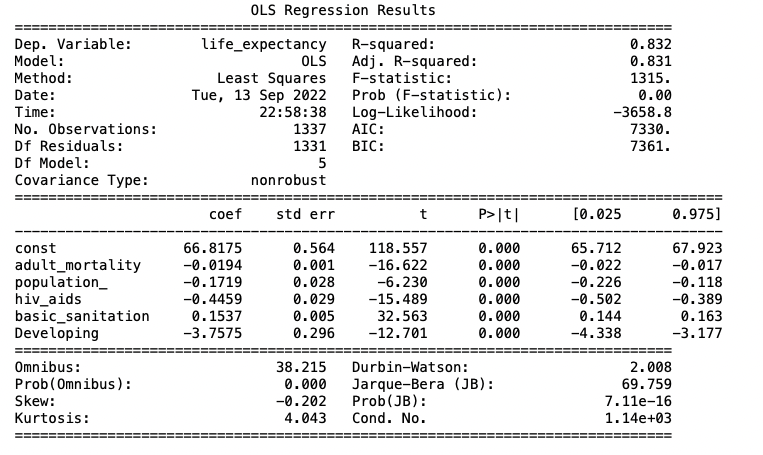 OLS Regression Results
==============================================================================
Dep. Variable: life_expectancy R-squared: 0.832
Model: OLS Adj. R-squared: 0.831
Method: Least Squares F-statistic: 1315.
Date: Tue, 13 Sep 2022 Prob (F-statistic): 0.00
Time: 22:58:38 Log-Likelihood: -3658.8
No. Observations: 1337 AIC: 7330.
Df Residuals: 1331 BIC: 7361.
Df Model: 5
Covariance Type: nonrobust
====================================================================================
coef std err t P>|t| [0.025 0.975]
------------------------------------------------------------------------------------
const 66.8175 0.564 118.557 0.000 65.712 67.923
adult_mortality -0.0194 0.001 -16.622 0.000 -0.022 -0.017
population_ -0.1719 0.028 -6.230 0.000 -0.226 -0.118
hiv_aids -0.4459 0.029 -15.489 0.000 -0.502 -0.389
basic_sanitation 0.1537 0.005 32.563 0.000 0.144 0.163
Developing -3.7575 0.296 -12.701 0.000 -4.338 -3.177
==============================================================================
Omnibus: 38.215 Durbin-Watson: 2.008
Prob(Omnibus): 0.000 Jarque-Bera (JB): 69.759
Skew: -0.202 Prob(JB): 7.11e-16
Kurtosis: 4.043 Cond. No. 1.14e+03
==============================================================================